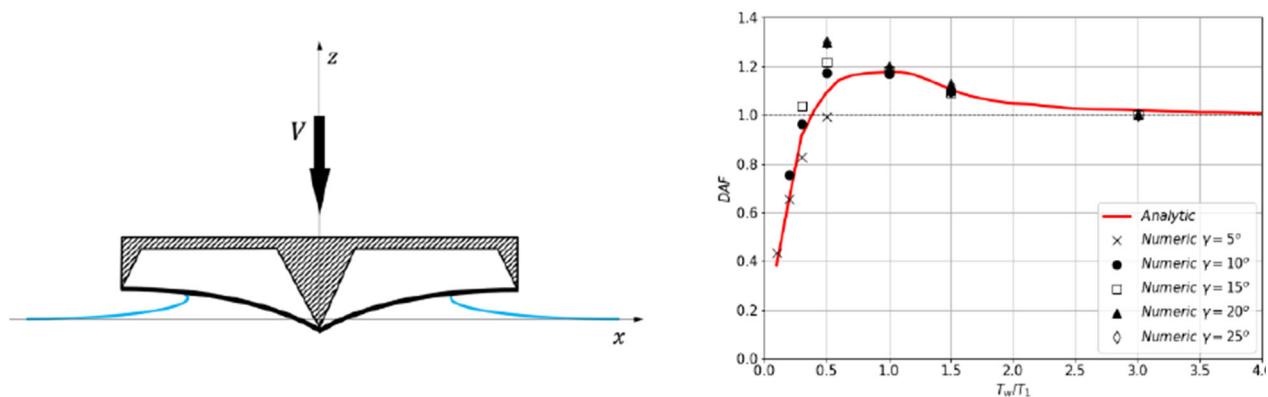 z
V
x
DAF
1.4
1.2
1.0
0.8
0.6
0.4
0.2
0.0
Analytic
Numeric γ = 5°
Numeric γ = 10°
Numeric γ = 15°
Numeric γ = 20°
Numeric γ = 25°
0.0 0.5 1.0 1.5 2.0 2.5 3.0 3.5 4.0
T_w/T_1